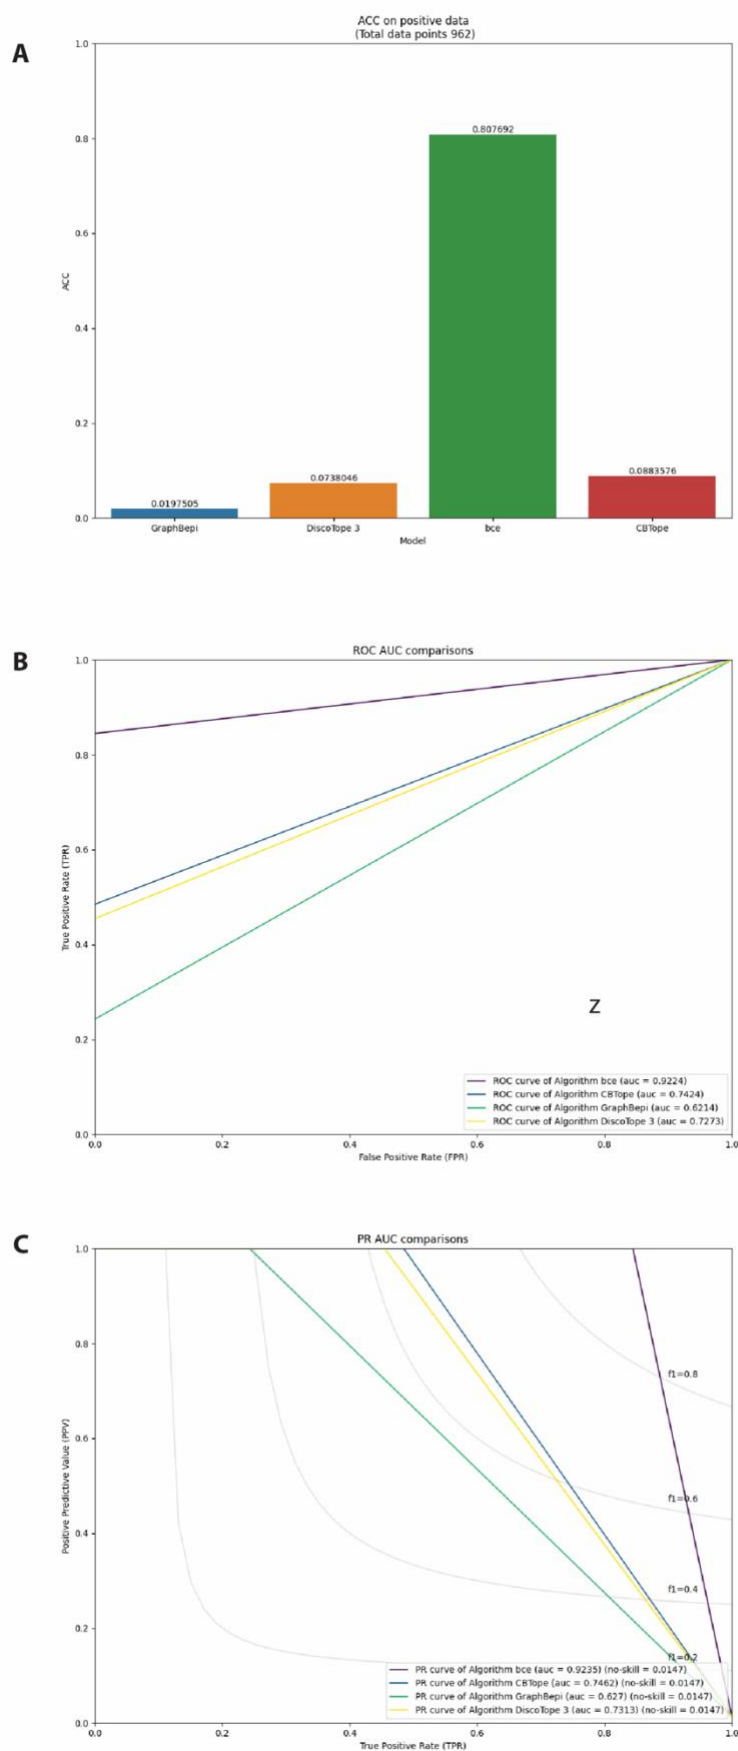 A
ACC on positive data
(Total data points 962)
1.0
0.8
0.6
0.4
0.2
0.0
ACC
0.0197505
0.0738046
0.807692
0.0883576
GraphBepi
DiscoTope 3
bce
CBTope
Model
B
ROC AUC comparisons
1.0
0.8
0.6
0.4
0.2
0.0
True Positive Rate (TPR)
Z
ROC curve of Algorithm bce (auc = 0.9224)
ROC curve of Algorithm CBTope (auc = 0.7424)
ROC curve of Algorithm GraphBepi (auc = 0.6214)
ROC curve of Algorithm DiscoTope 3 (auc = 0.7273)
0.0 0.2 0.4 0.6 0.8 1.0
False Positive Rate (FPR)
C
PR AUC comparisons
1.0
0.8
0.6
0.4
0.2
0.0
Positive Predictive Value (PPV)
f1=0.8
f1=0.6
f1=0.4
f1=0.2
PR curve of Algorithm bce (auc = 0.9235) (no-skill = 0.0147)
PR curve of Algorithm CBTope (auc = 0.7462) (no-skill = 0.0147)
PR curve of Algorithm GraphBepi (auc = 0.627) (no-skill = 0.0147)
PR curve of Algorithm DiscoTope 3 (auc = 0.7313) (no-skill = 0.0147)
0.0 0.2 0.4 0.6 0.8 1.0
True Positive Rate (TPR)